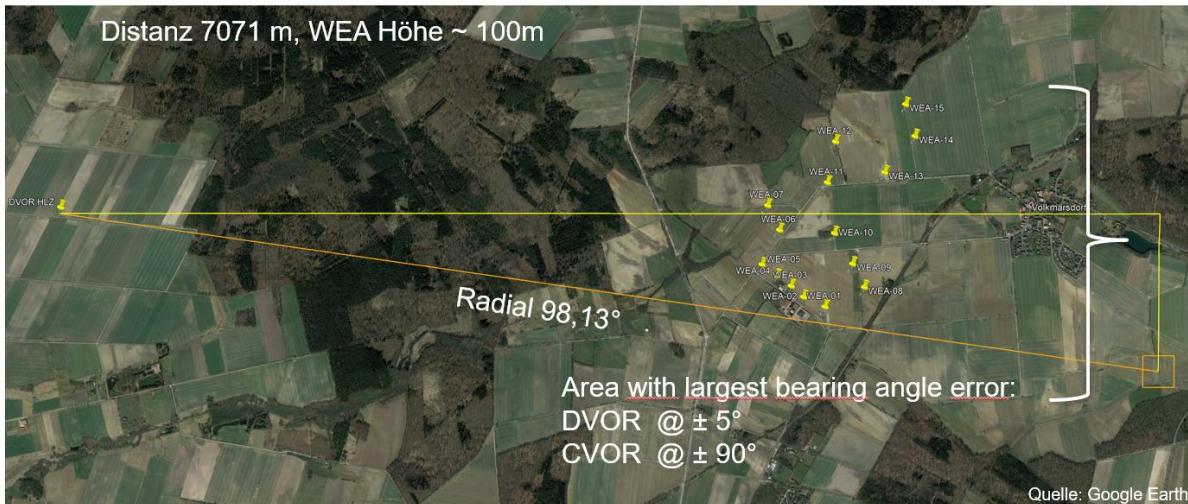 Distanz 7071 m, WEA Höhe ~ 100m
WEA-15
WEA-12
WEA-14
WEA-11
WEA-13
WEA-07
DVOR HLZ
Volkmarsdorf
WEA-06
WEA-10
WEA-05
WEA-09
WEA-04
WEA-03
WEA-08
WEA-02
WEA-01
Radial 98,13°
Area with largest bearing angle error:
DVOR @ ± 5°
CVOR @ ± 90°
Quelle: Google Earth